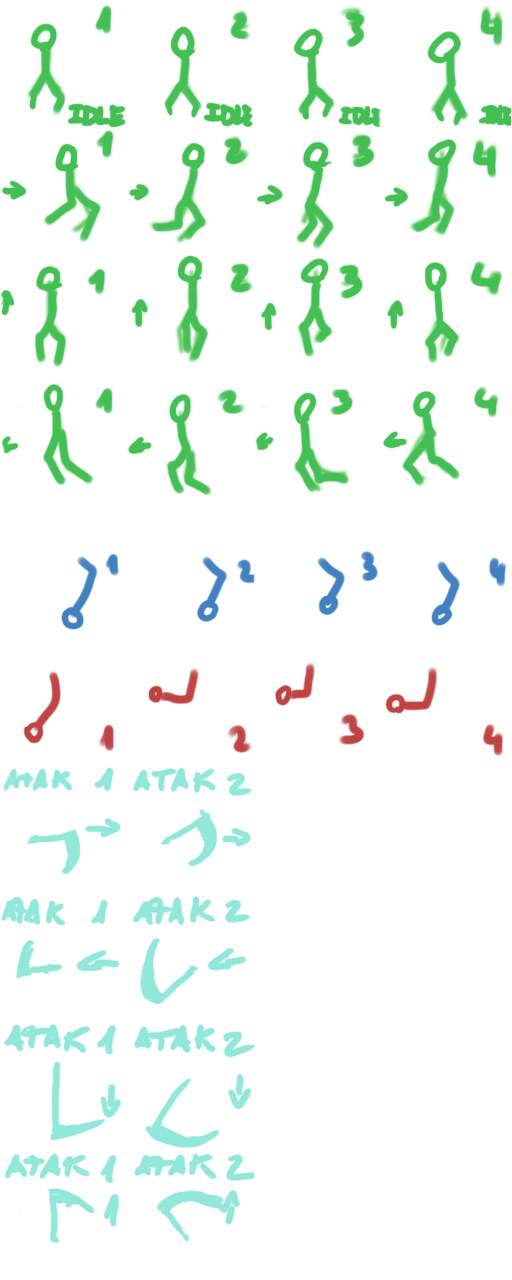 1 2 3 4
IDLE IDLE IDLE IDLE
→ 1 → 2 → 3 → 4
↑ 1 ↑ 2 ↑ 3 ↑ 4
← 1 ← 2 ← 3 ← 4
1 2 3 4
1 2 3 4
ATAK 1 ATAK 2
→ →
ATAK 1 ATAK 2
← ←
ATAK 1 ATAK 2
↓ ↓
ATAK 1 ATAK 2
↑ ↑